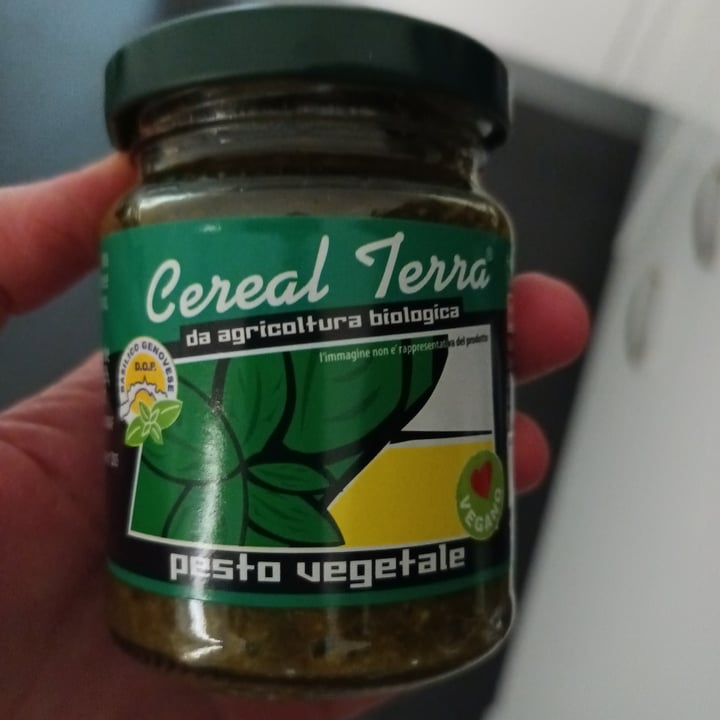 Cereal Terra®
da agricoltura biologica
l'immagine non e' rappresentativa del prodotto
BASILICO GENOVESE
D.O.P.
VEGANO
pesto vegetale